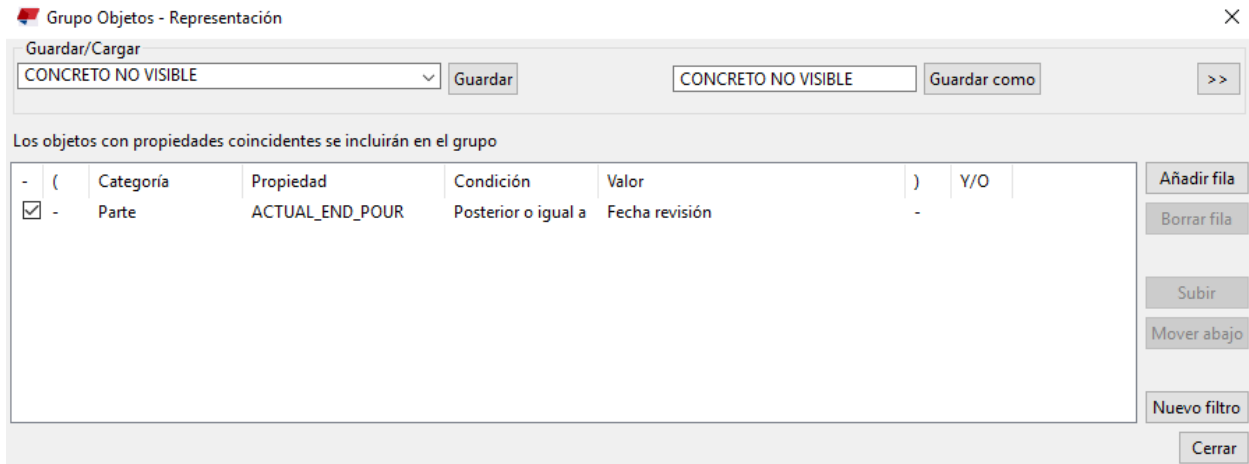 Grupo Objetos - Representación
Guardar/Cargar
CONCRETO NO VISIBLE Guardar CONCRETO NO VISIBLE Guardar como >>
Los objetos con propiedades coincidentes se incluirán en el grupo
- ( Categoría Propiedad Condición Valor ) Y/O Añadir fila
- Parte ACTUAL_END_POUR Posterior o igual a Fecha revisión - Borrar fila
Subir
Mover abajo
Nuevo filtro
Cerrar